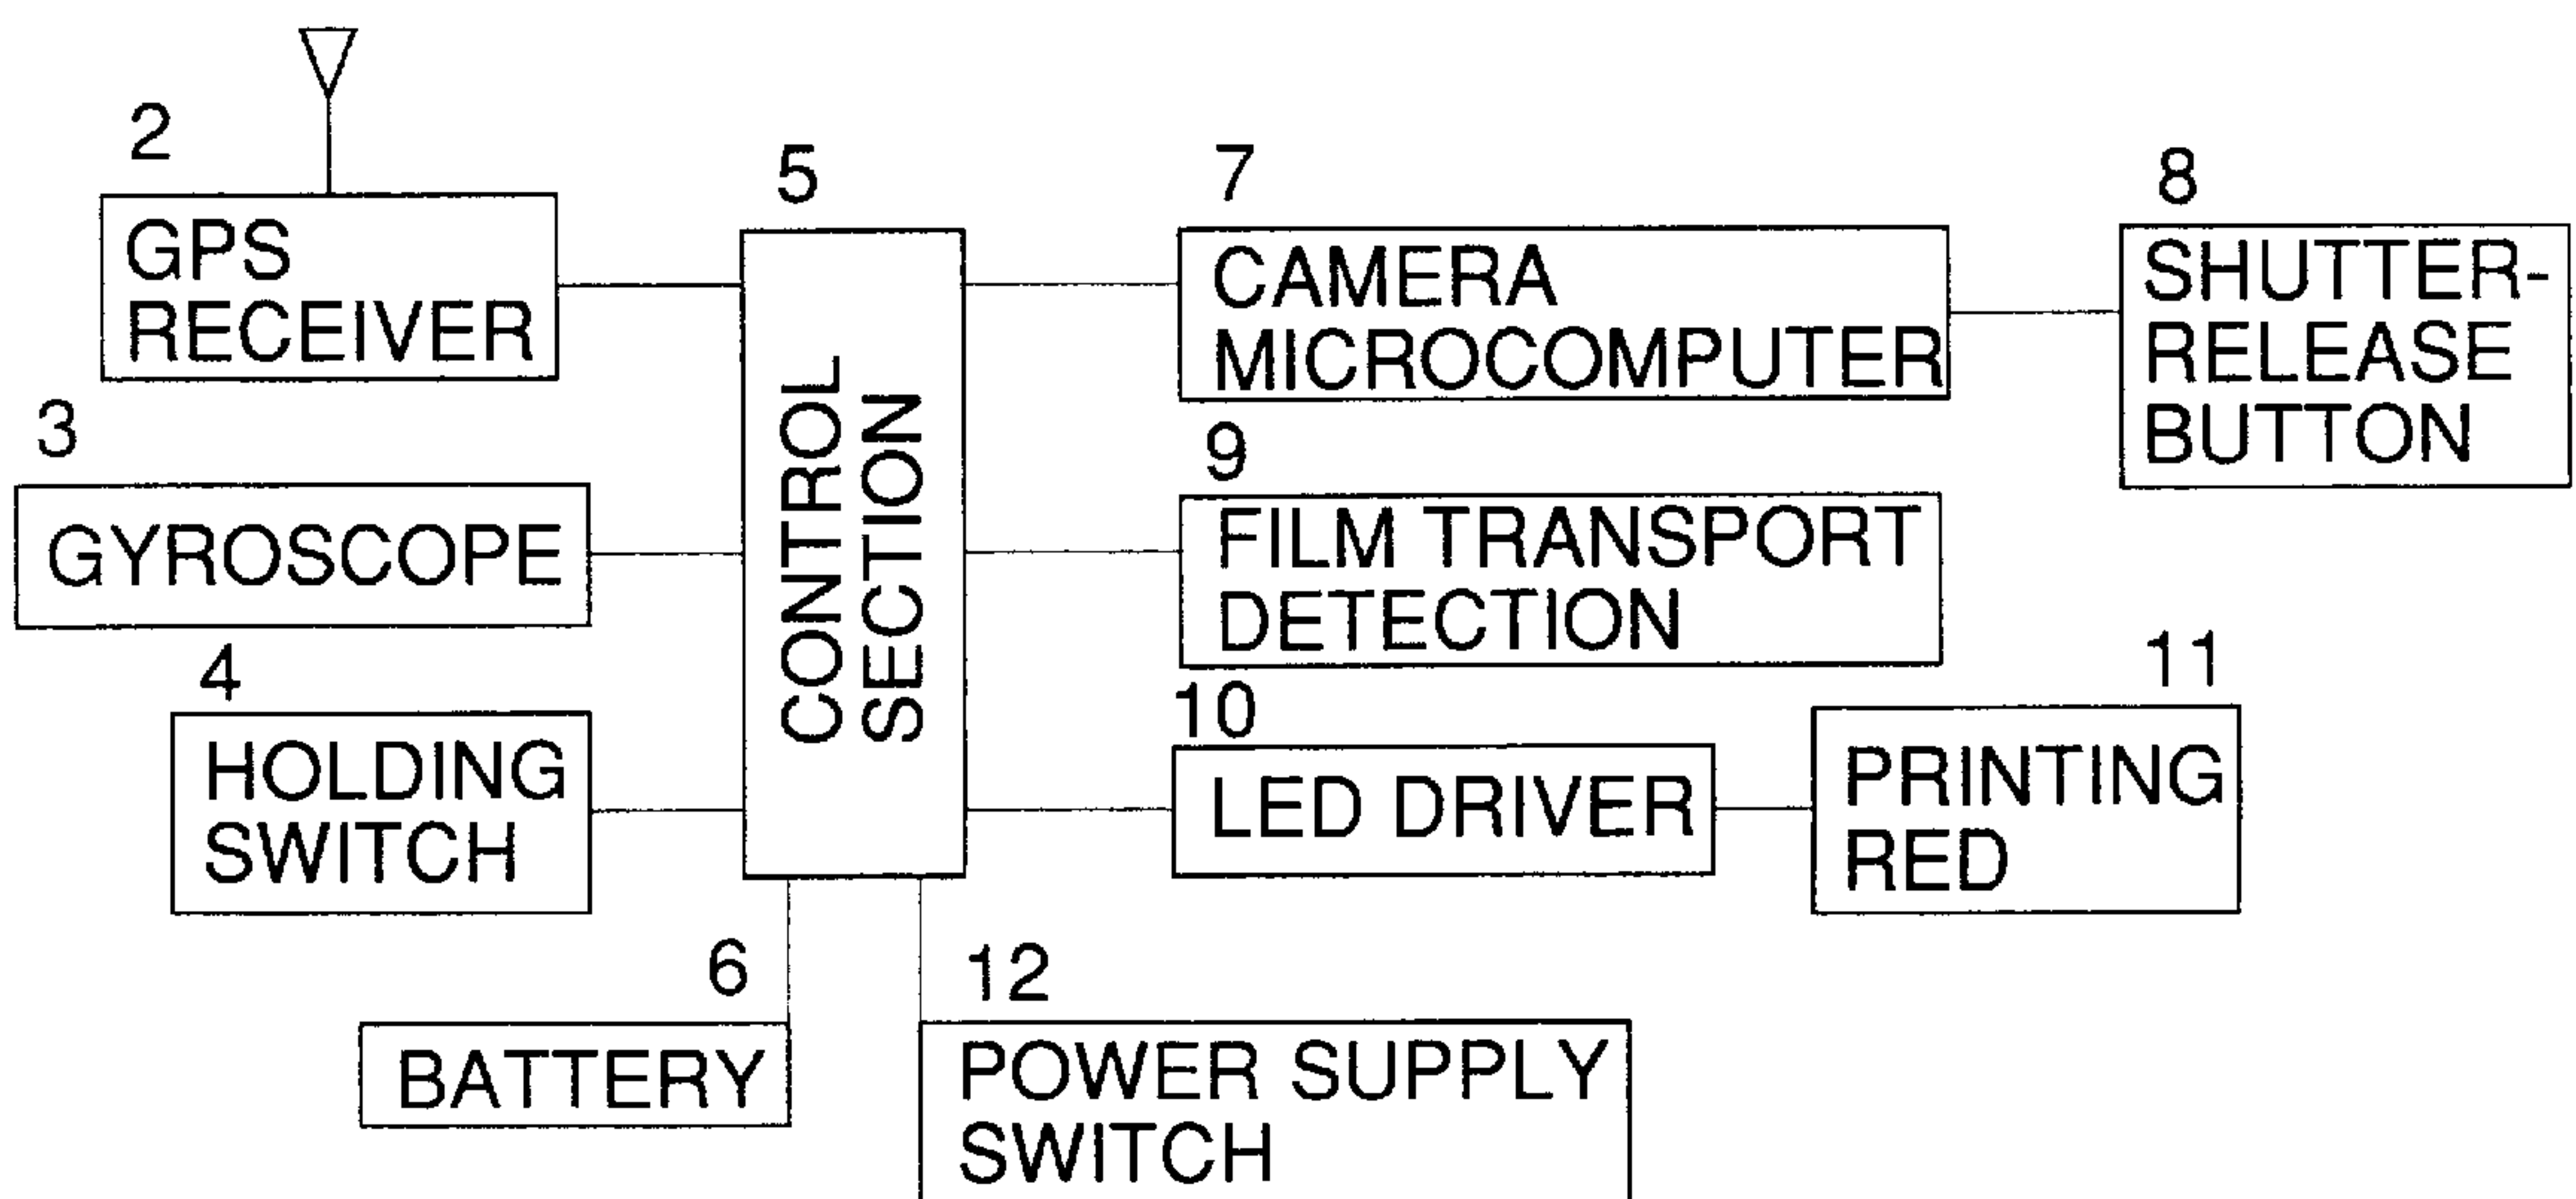 2
GPS
RECEIVER
3
GYROSCOPE
4
HOLDING
SWITCH
5
CONTROL
SECTION
6
BATTERY
7
CAMERA
MICROCOMPUTER
8
SHUTTER-
RELEASE
BUTTON
9
FILM TRANSPORT
DETECTION
10
LED DRIVER
11
PRINTING
RED
12
POWER SUPPLY
SWITCH